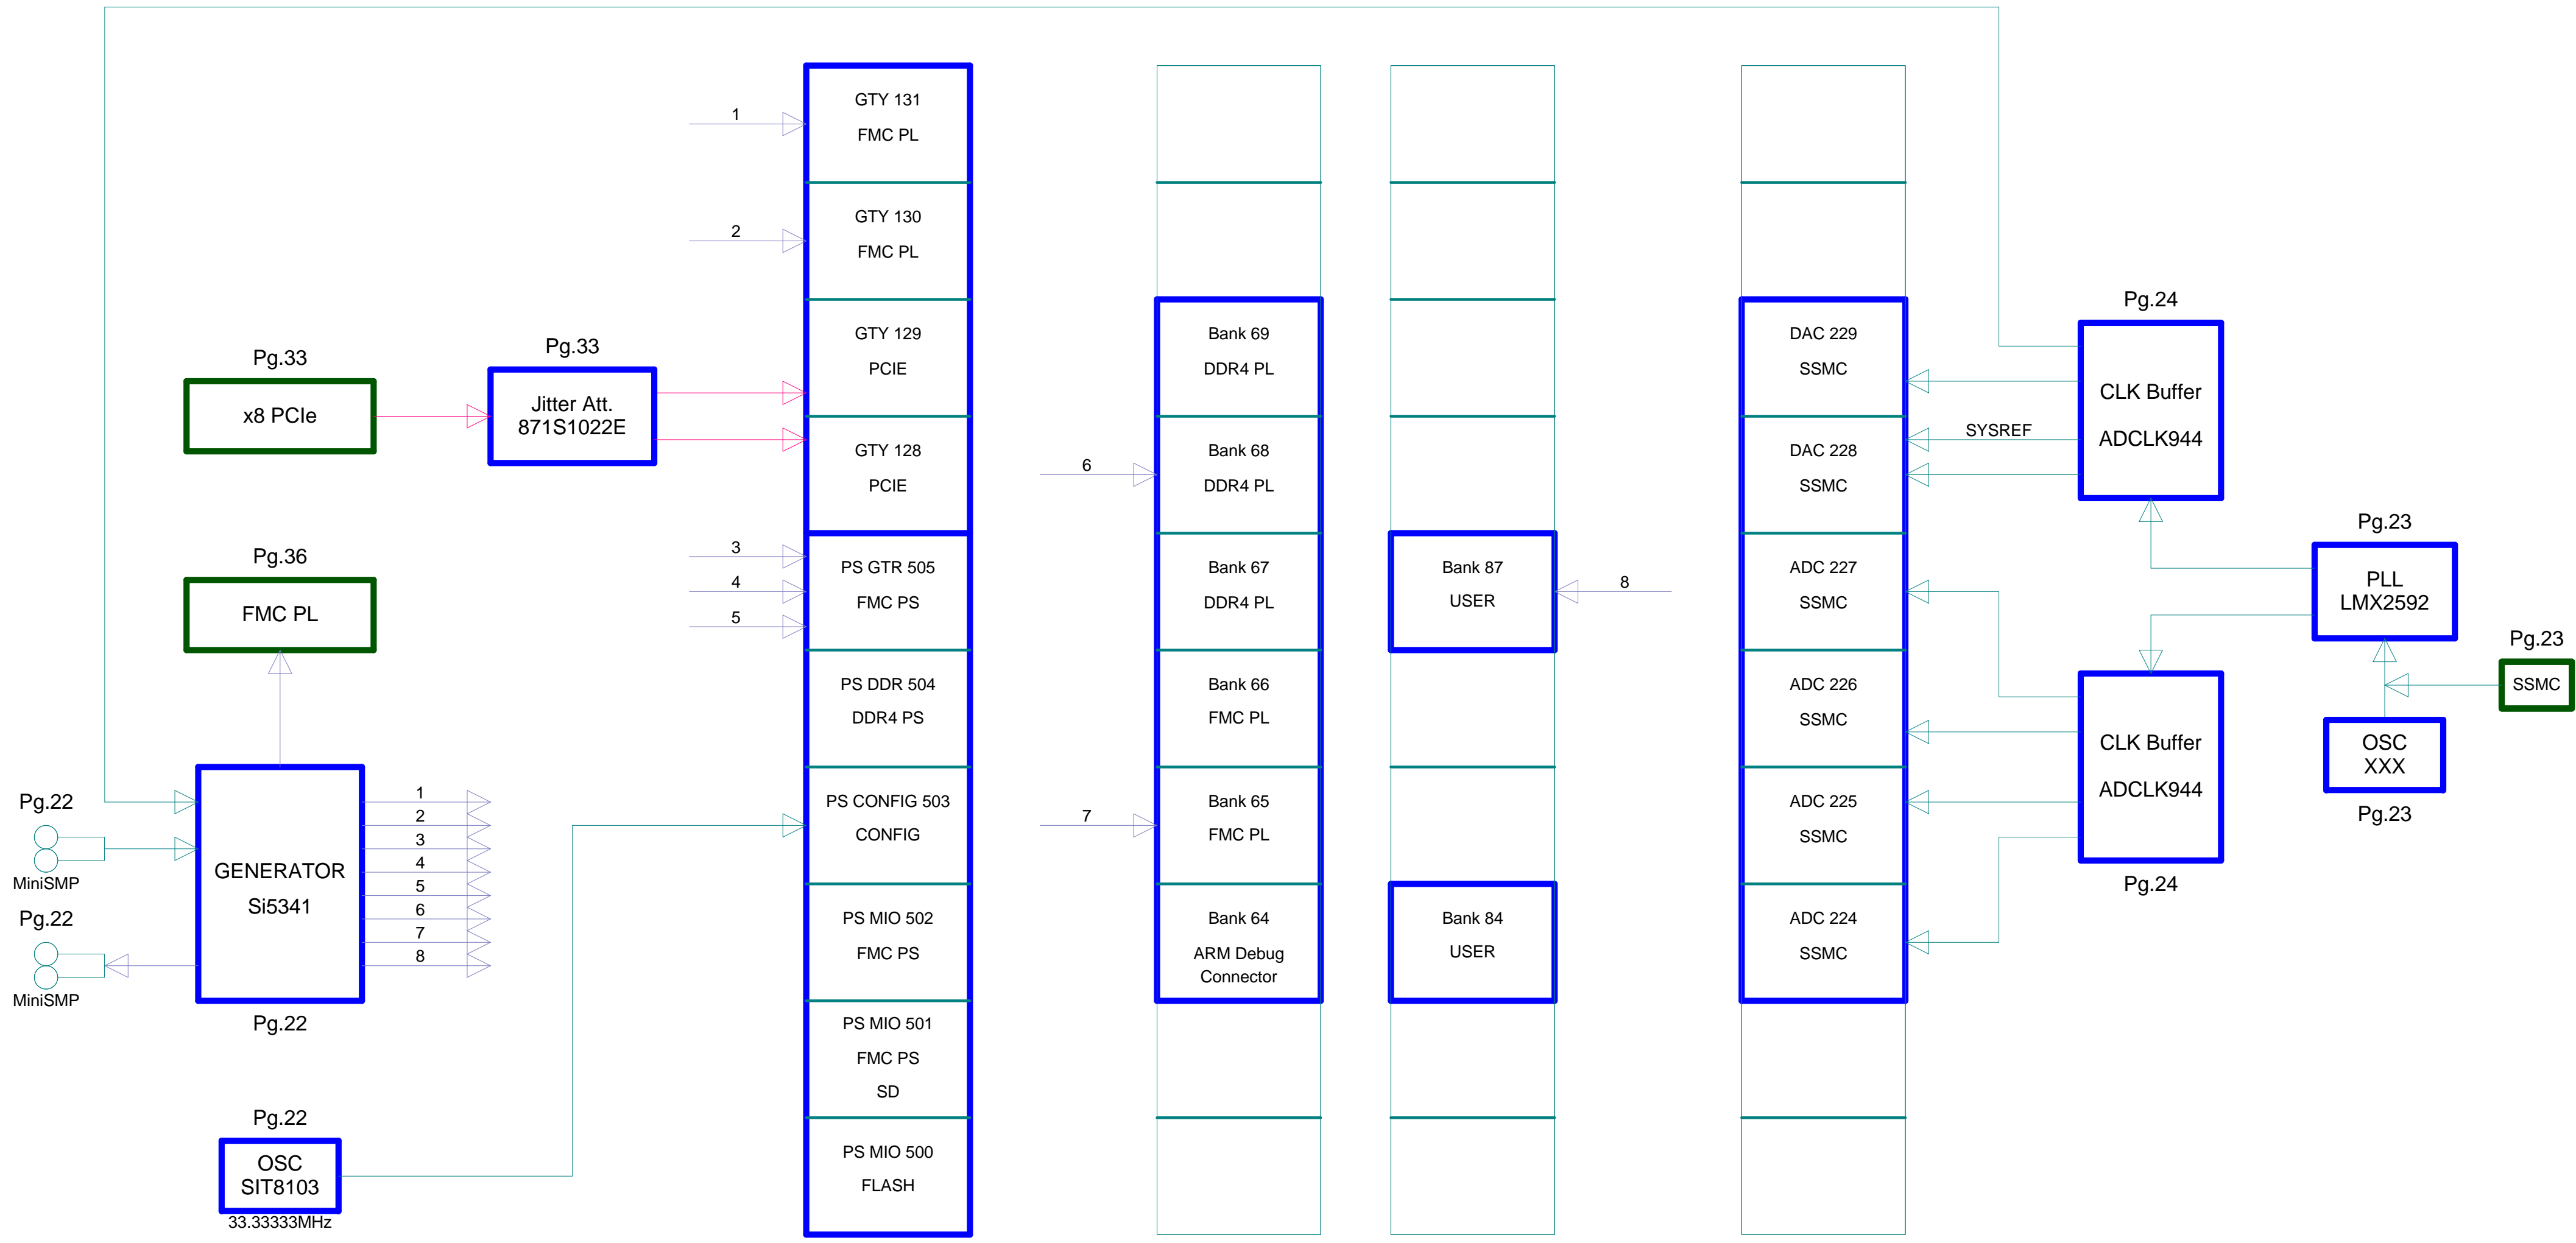 Pg.33
x8 PCIe
Pg.33
Jitter Att.
871S1022E
Pg.36
FMC PL
Pg.22
MiniSMP
Pg.22
MiniSMP
GENERATOR
Si5341
Pg.22
1
2
3
4
5
6
7
8
Pg.22
OSC
SIT8103
33.33333MHz
1
2
3
4
5
GTY 131
FMC PL
GTY 130
FMC PL
GTY 129
PCIE
GTY 128
PCIE
PS GTR 505
FMC PS
PS DDR 504
DDR4 PS
PS CONFIG 503
CONFIG
PS MIO 502
FMC PS
PS MIO 501
FMC PS
SD
PS MIO 500
FLASH
6
7
Bank 69
DDR4 PL
Bank 68
DDR4 PL
Bank 67
DDR4 PL
Bank 66
FMC PL
Bank 65
FMC PL
Bank 64
ARM Debug
Connector
Bank 87
USER
8
Bank 84
USER
DAC 229
SSMC
DAC 228
SSMC
ADC 227
SSMC
ADC 226
SSMC
ADC 225
SSMC
ADC 224
SSMC
SYSREF
Pg.24
CLK Buffer
ADCLK944
CLK Buffer
ADCLK944
Pg.24
Pg.23
PLL
LMX2592
Pg.23
SSMC
OSC
XXX
Pg.23